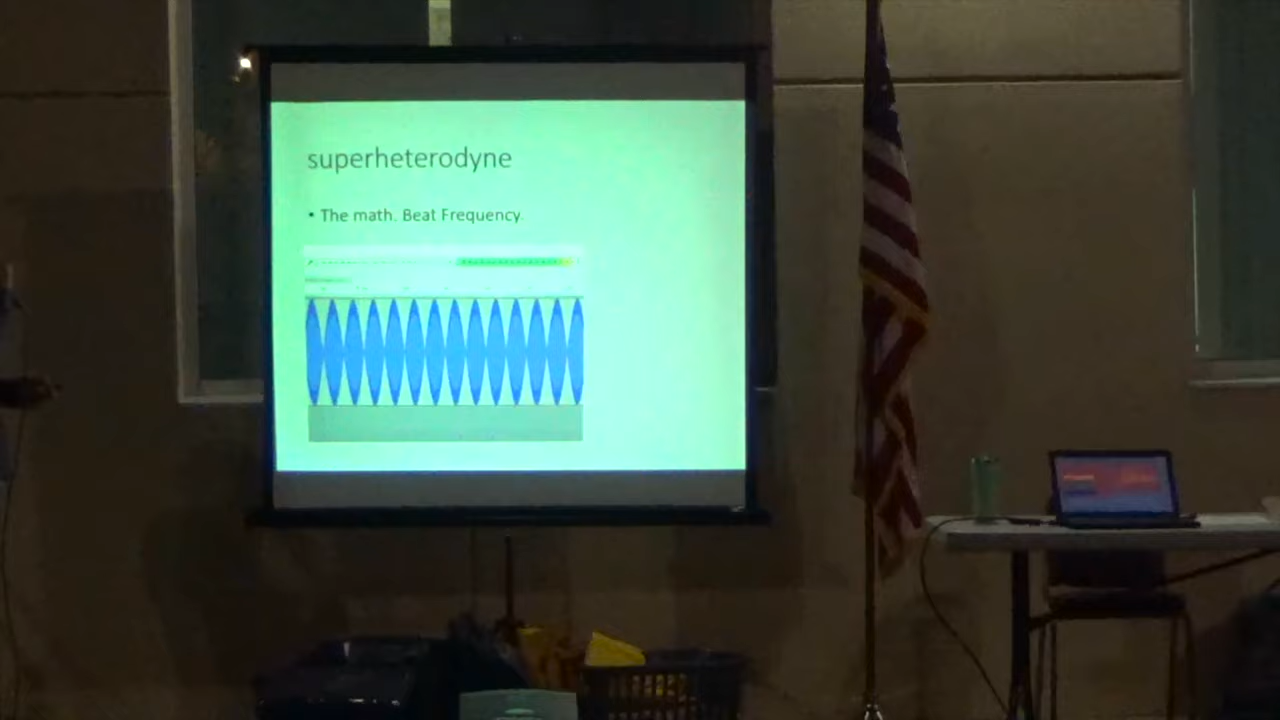 superheterodyne
• The math. Beat Frequency.